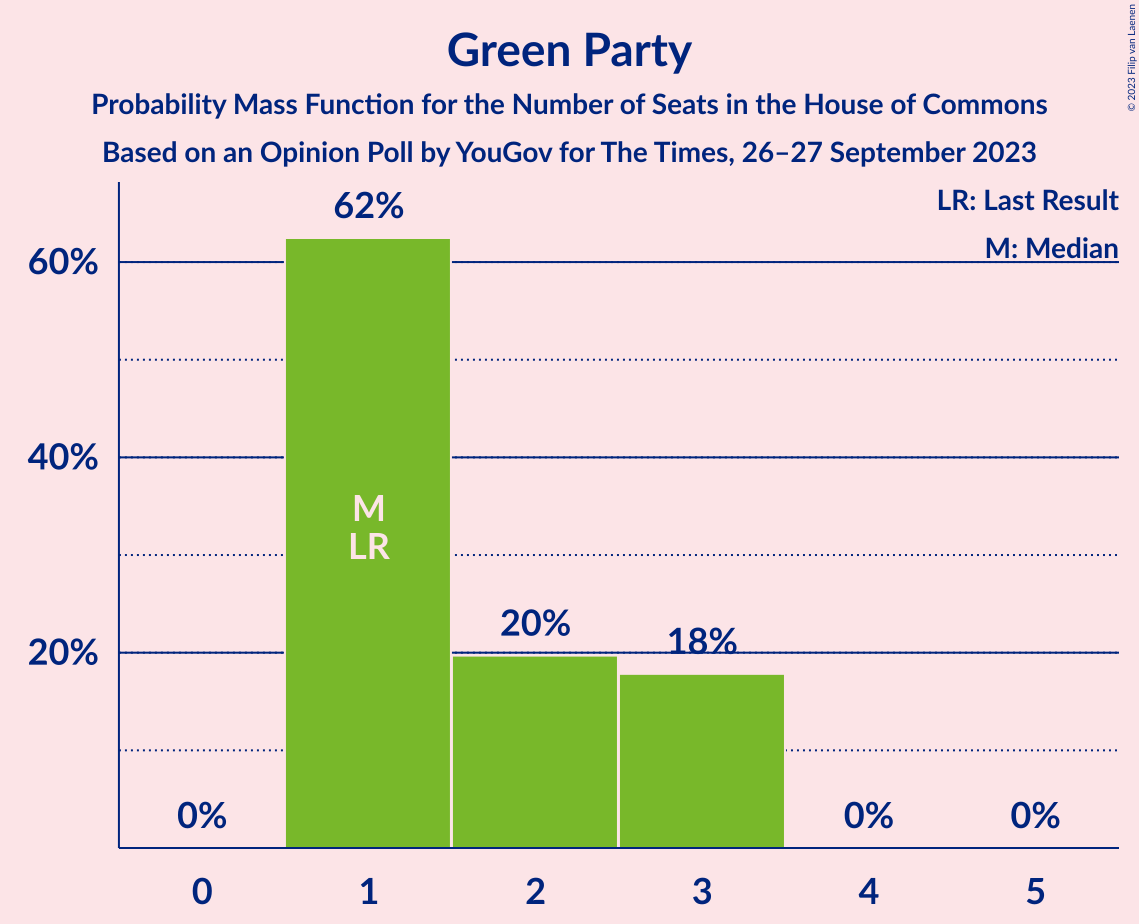 Green Party
Probability Mass Function for the Number of Seats in the House of Commons
Based on an Opinion Poll by YouGov for The Times, 26–27 September 2023
© 2023 Filip van Laenen
LR: Last Result
M: Median
60%
40%
20%
0%
62%
M
LR
20%
18%
0%
0%
0
1
2
3
4
5